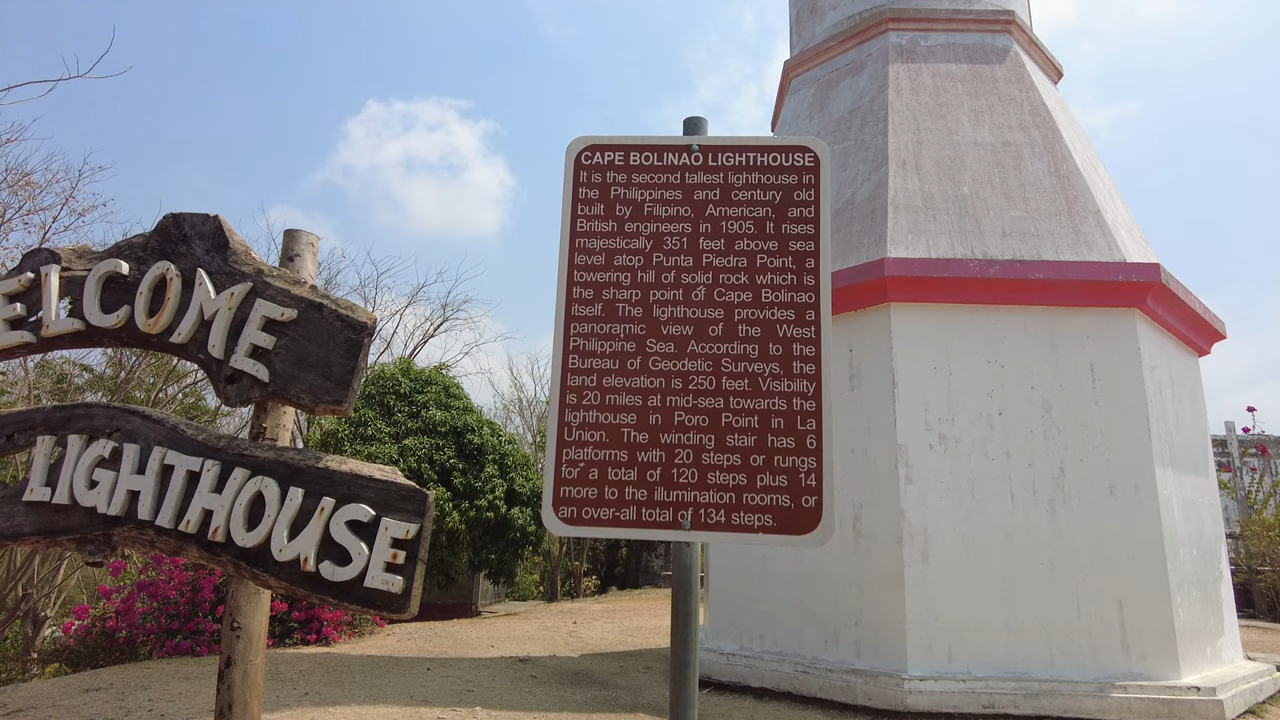 ELCOME
LIGHTHOUSE
CAPE BOLINAO LIGHTHOUSE
It is the second tallest lighthouse in
the Philippines and century old
built by Filipino, American, and
British engineers in 1905. It rises
majestically 351 feet above sea
level atop Punta Piedra Point, a
towering hill of solid rock which is
the sharp point of Cape Bolinao
itself. The lighthouse provides a
panoramic view of the West
Philippine Sea. According to the
Bureau of Geodetic Surveys, the
land elevation is 250 feet. Visibility
is 20 miles at mid-sea towards the
lighthouse in Poro Point in La
Union. The winding stair has 6
platforms with 20 steps or rungs
for a total of 120 steps plus 14
more to the illumination rooms, or
an over-all total of 134 steps.